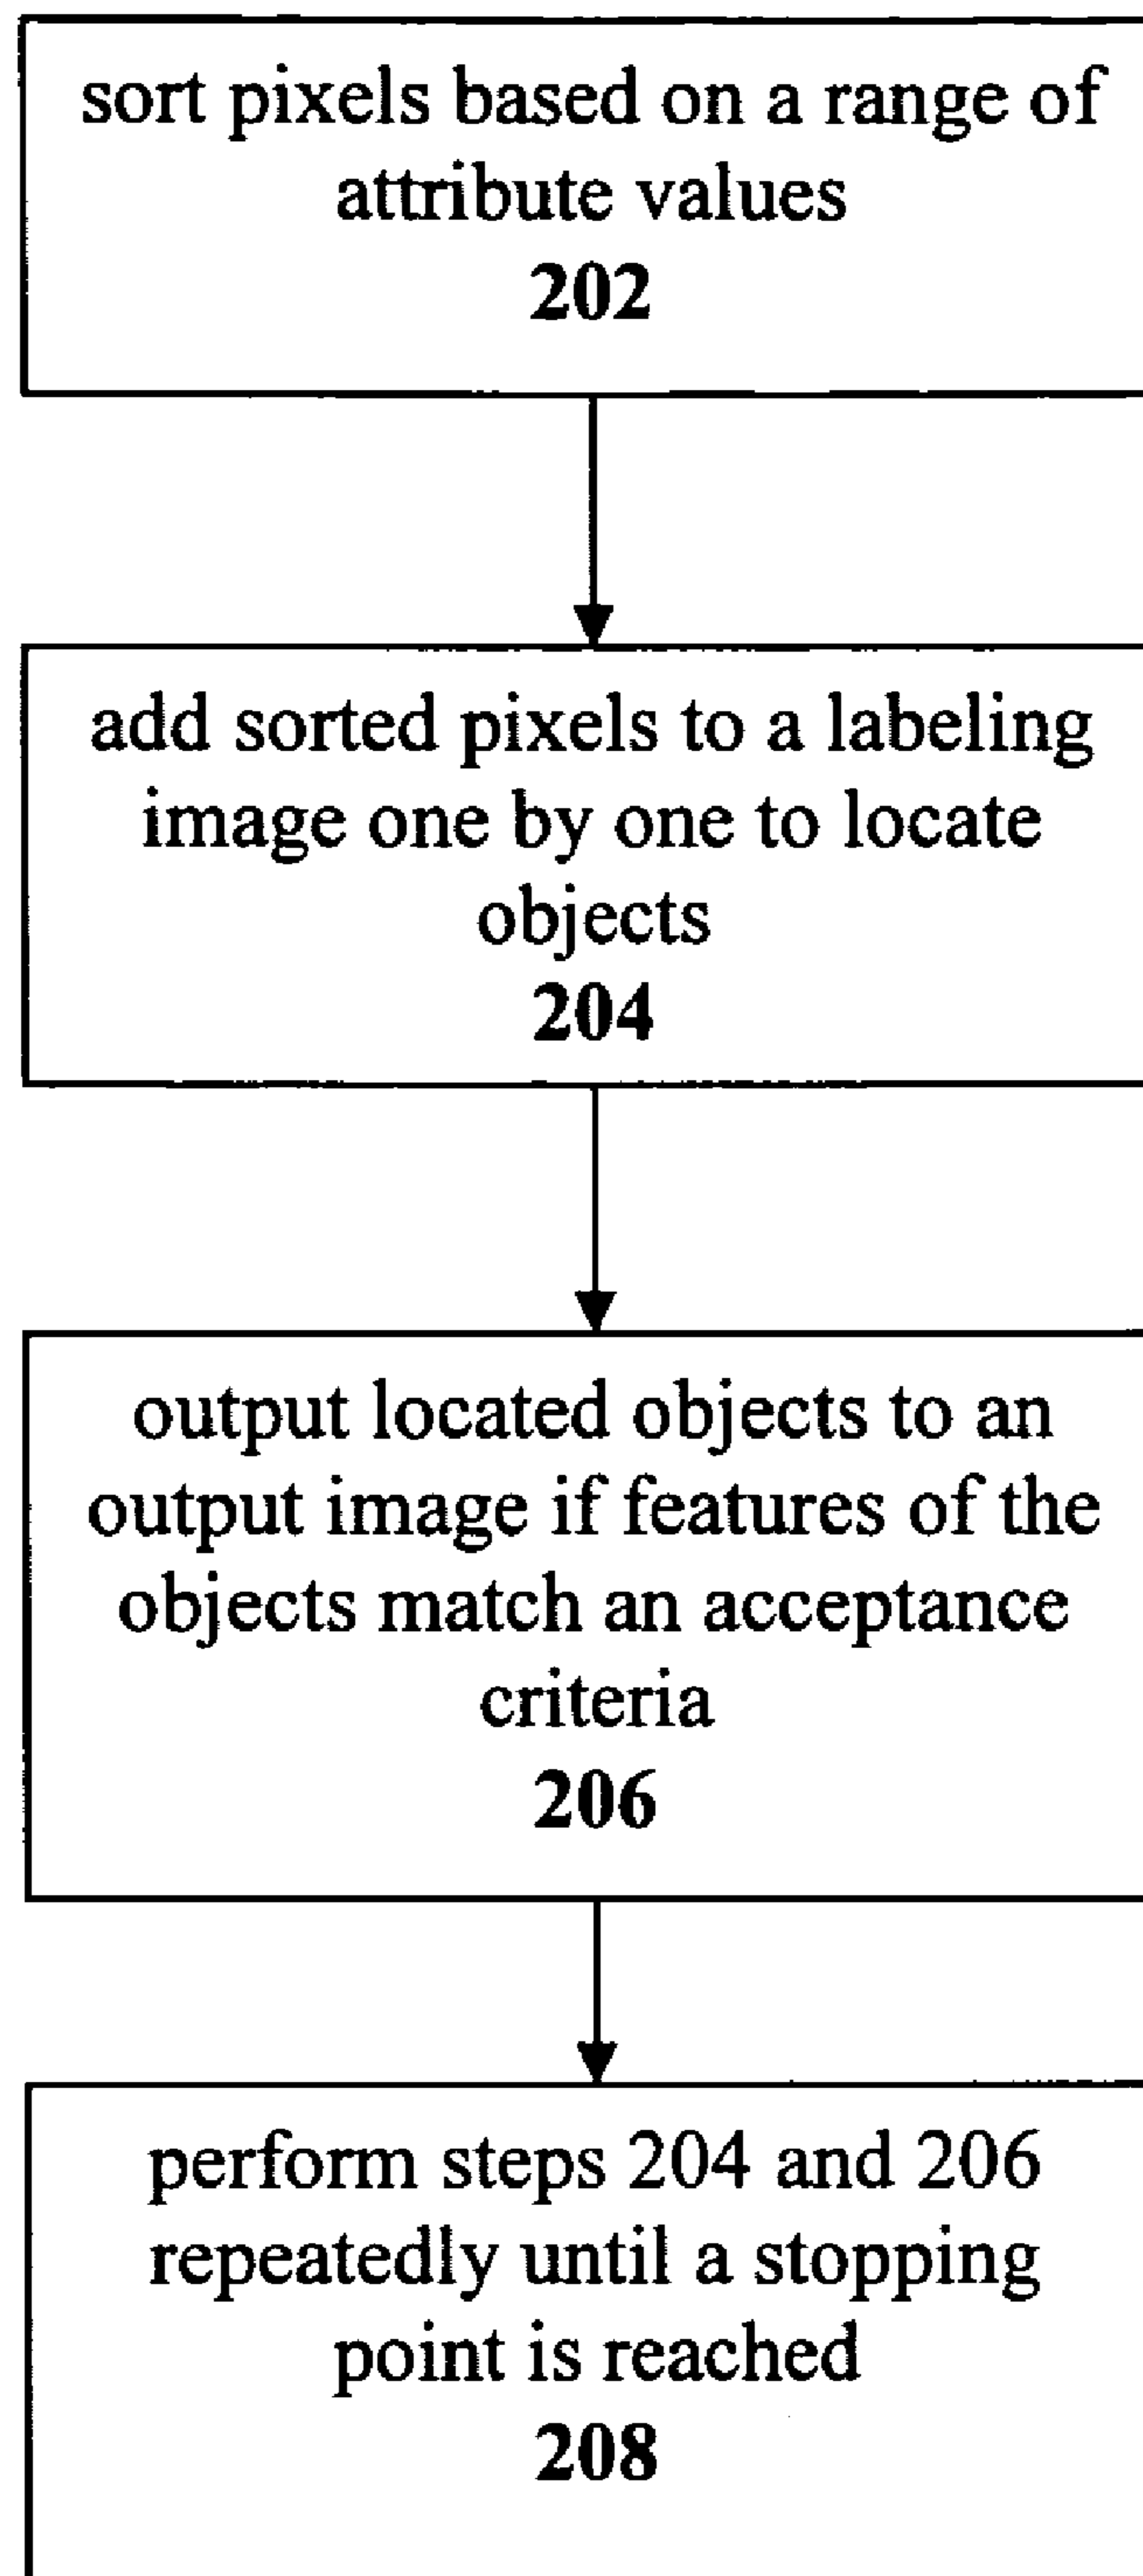 sort pixels based on a range of
attribute values
202
add sorted pixels to a labeling
image one by one to locate
objects
204
output located objects to an
output image if features of the
objects match an acceptance
criteria
206
perform steps 204 and 206
repeatedly until a stopping
point is reached
208